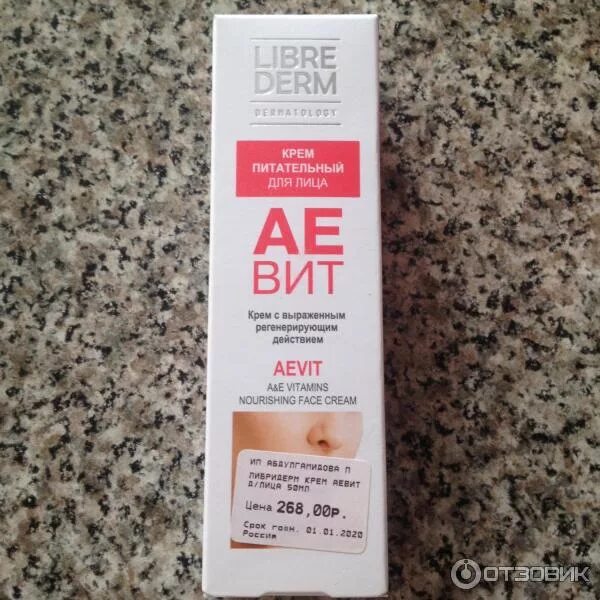 LIBRE
DERM
DERMATOLOGY
КРЕМ
ПИТАТЕЛЬНЫЙ
ДЛЯ ЛИЦА
АЕ
ВИТ
Крем с выраженным
регенерирующим
действием
AEVIT
A&E VITAMINS
NOURISHING FACE CREAM
ИП АБДУЛГАМИДОВА П
ЛИБРИДЕРМ КРЕМ АЕВИТ
Д/ЛИЦА 50МЛ
Цена 268,00р.
Срок годн. 01.01.2020
Россия
ОТЗОВИК